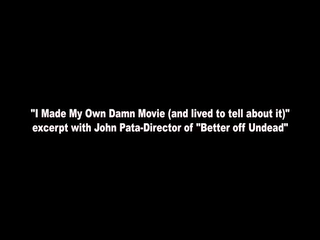 "I Made My Own Damn Movie (and lived to tell about it)"
excerpt with John Pata-Director of "Better off Undead"